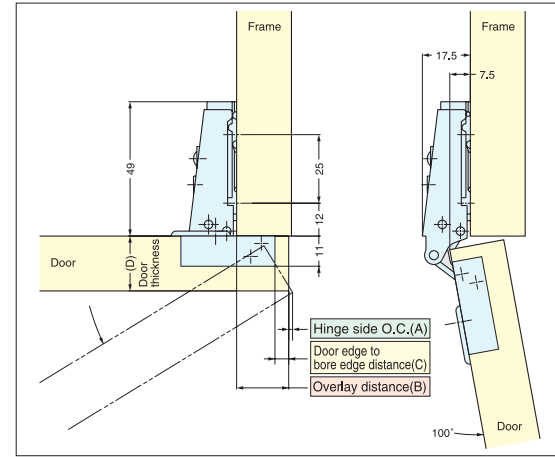 Frame
Frame
17.5
7.5
49
25
12
11
Door
(D)
Door
thickness
Hinge side O.C.(A)
Door edge to
bore edge distance(C)
Overlay distance(B)
100°
Door